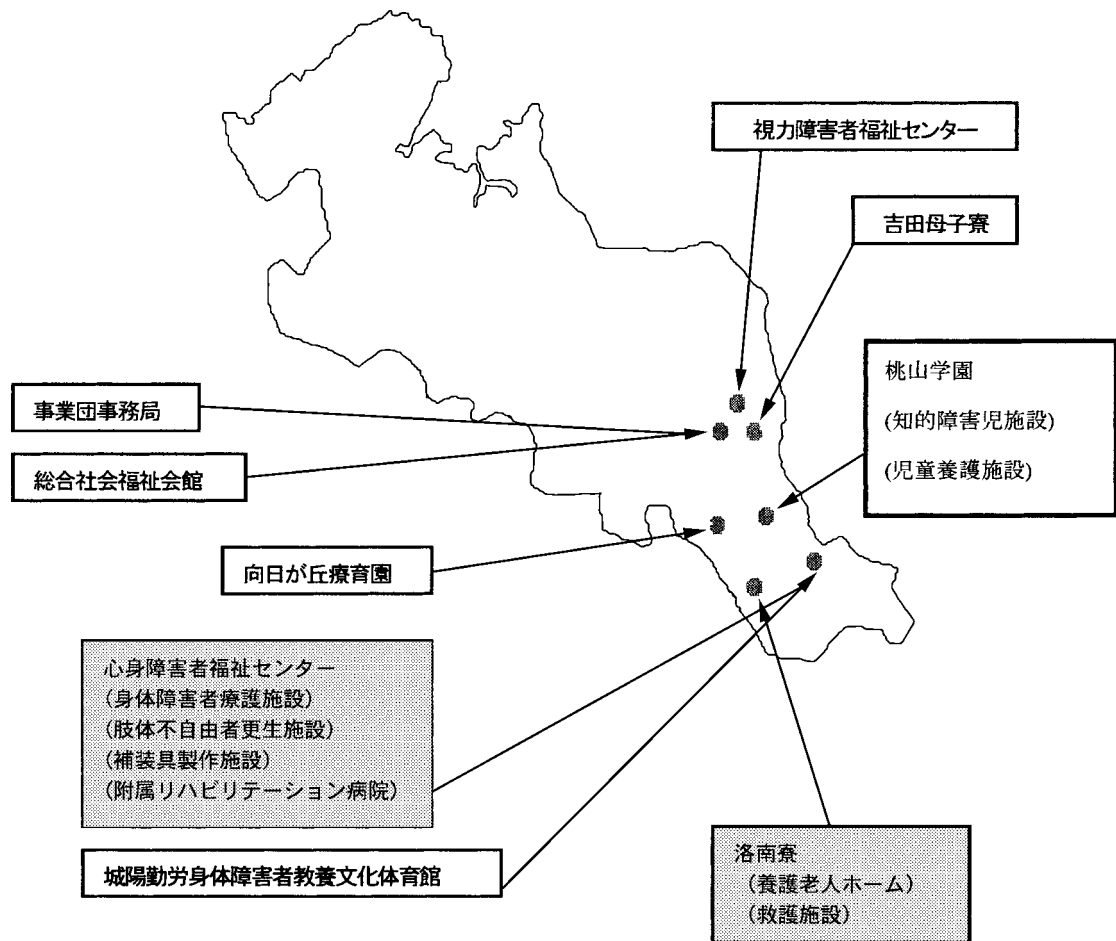 視力障害者福祉センター
吉田母子寮
桃山学園
(知的障害児施設)
(児童養護施設)
事業団事務局
総合社会福祉会館
向日が丘療育園
心身障害者福祉センター
(身体障害者療護施設)
(肢体不自由者更生施設)
(補装具製作施設)
(附属リハビリテーション病院)
城陽勤労身体障害者教養文化体育館
洛南寮
(養護老人ホーム)
(救護施設)